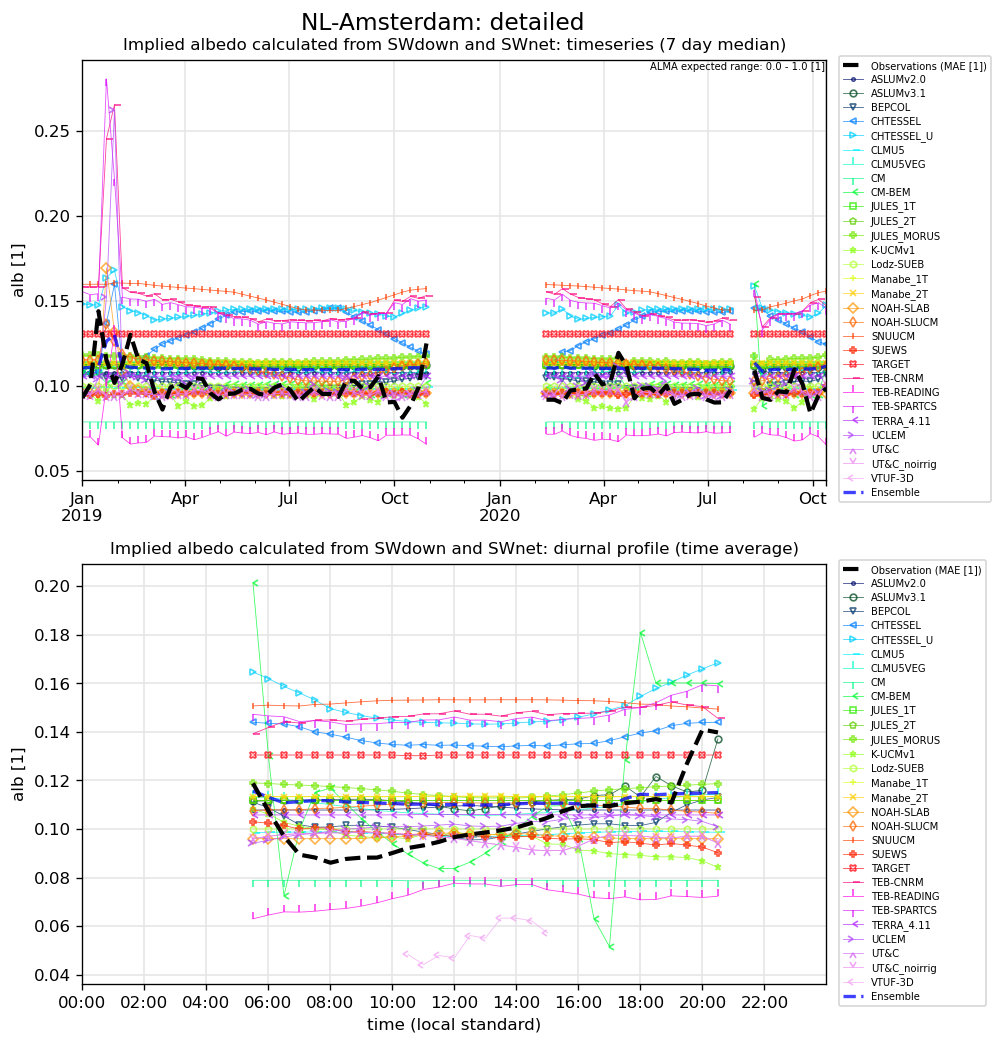 NL-Amsterdam: detailed
Implied albedo calculated from SWdown and SWnet: timeseries (7 day median)
ALMA expected range: 0.0 - 1.0 [1]
alb [1]
0.25
0.20
0.15
0.10
0.05
Jan
2019
Apr
Jul
Oct
Jan
2020
Apr
Jul
Oct
Observations (MAE [1])
ASLUMv2.0
ASLUMv3.1
BEPCOL
CHTESSEL
CHTESSEL_U
CLMU5
CLMU5VEG
CM
CM-BEM
JULES_1T
JULES_2T
JULES_MORUS
K-UCMv1
Lodz-SUEB
Manabe_1T
Manabe_2T
NOAH-SLAB
NOAH-SLUCM
SNUUCM
SUEWS
TARGET
TEB-CNRM
TEB-READING
TEB-SPARTCS
TERRA_4.11
UCLEM
UT&C
UT&C_noirrig
VTUF-3D
Ensemble
Implied albedo calculated from SWdown and SWnet: diurnal profile (time average)
alb [1]
0.20
0.18
0.16
0.14
0.12
0.10
0.08
0.06
0.04
00:00
02:00
04:00
06:00
08:00
10:00
12:00
14:00
16:00
18:00
20:00
22:00
time (local standard)
Observation (MAE [1])
ASLUMv2.0
ASLUMv3.1
BEPCOL
CHTESSEL
CHTESSEL_U
CLMU5
CLMU5VEG
CM
CM-BEM
JULES_1T
JULES_2T
JULES_MORUS
K-UCMv1
Lodz-SUEB
Manabe_1T
Manabe_2T
NOAH-SLAB
NOAH-SLUCM
SNUUCM
SUEWS
TARGET
TEB-CNRM
TEB-READING
TEB-SPARTCS
TERRA_4.11
UCLEM
UT&C
UT&C_noirrig
VTUF-3D
Ensemble